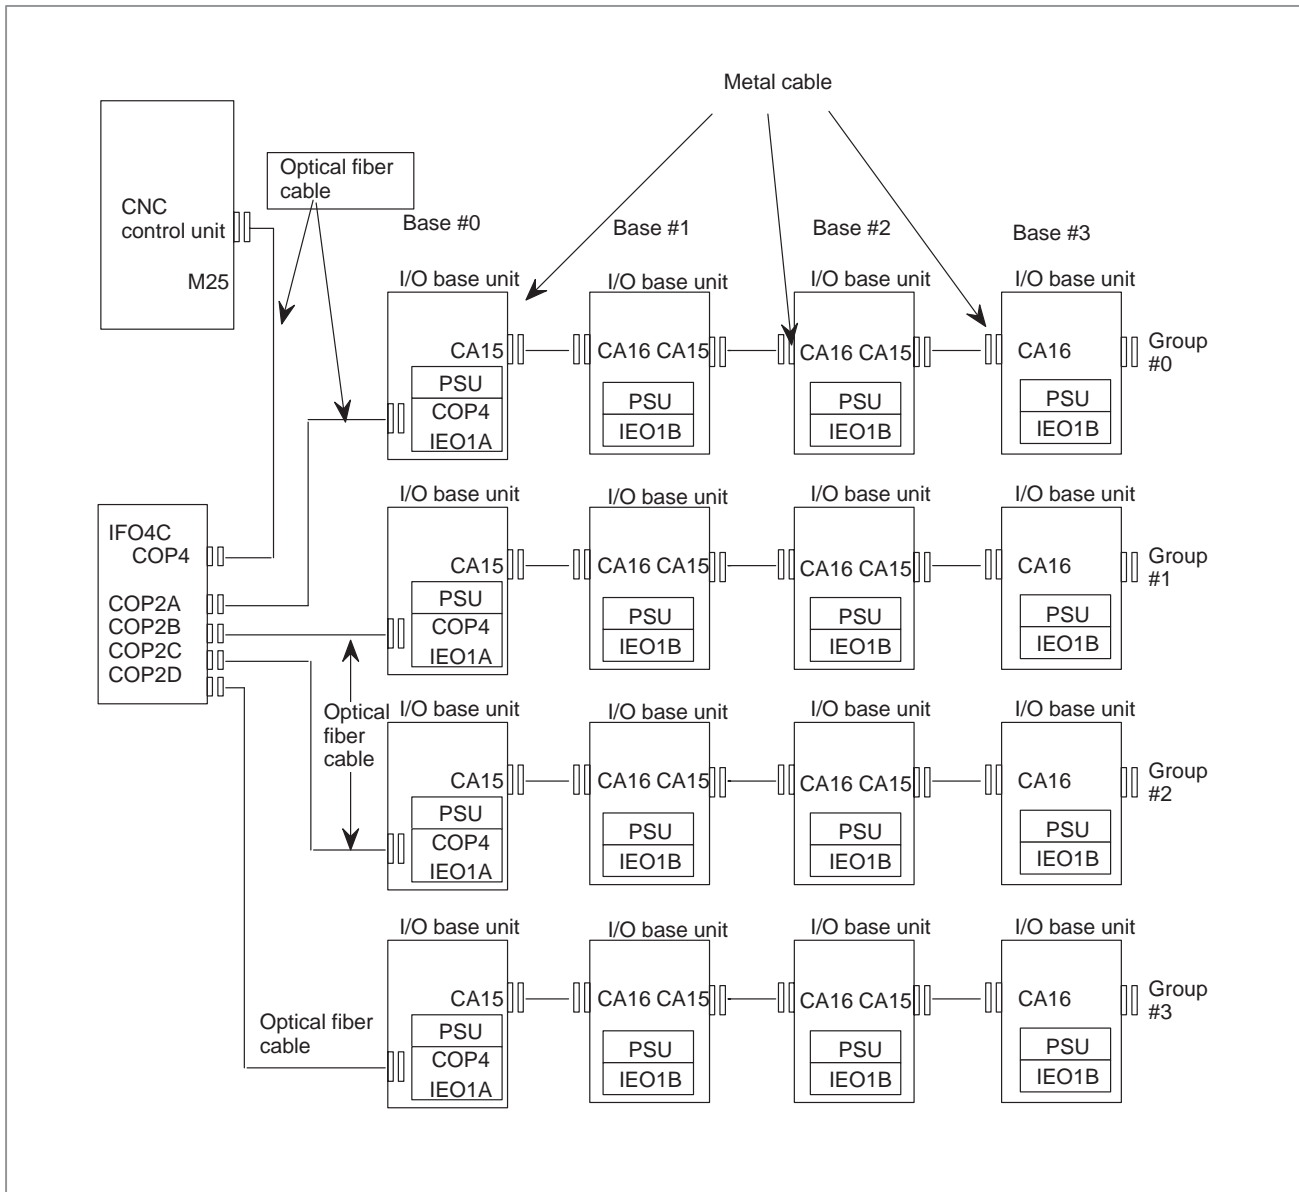 Metal cable
Optical fiber
cable
CNC
control unit
M25
Base #0
Base #1
Base #2
Base #3
I/O base unit
I/O base unit
I/O base unit
I/O base unit
CA15
CA16 CA15
CA16 CA15
CA16
Group
#0
PSU
COP4
IEO1A
PSU
IEO1B
PSU
IEO1B
PSU
IEO1B
I/O base unit
I/O base unit
I/O base unit
I/O base unit
IFO4C
COP4
COP2A
COP2B
COP2C
COP2D
CA15
CA16 CA15
CA16 CA15
CA16
Group
#1
PSU
COP4
IEO1A
PSU
IEO1B
PSU
IEO1B
PSU
IEO1B
Optical
fiber
cable
I/O base unit
I/O base unit
I/O base unit
I/O base unit
CA15
CA16 CA15
CA16 CA15
CA16
Group
#2
PSU
COP4
IEO1A
PSU
IEO1B
PSU
IEO1B
PSU
IEO1B
I/O base unit
I/O base unit
I/O base unit
I/O base unit
Optical fiber
cable
CA15
CA16 CA15
CA16 CA15
CA16
Group
#3
PSU
COP4
IEO1A
PSU
IEO1B
PSU
IEO1B
PSU
IEO1B